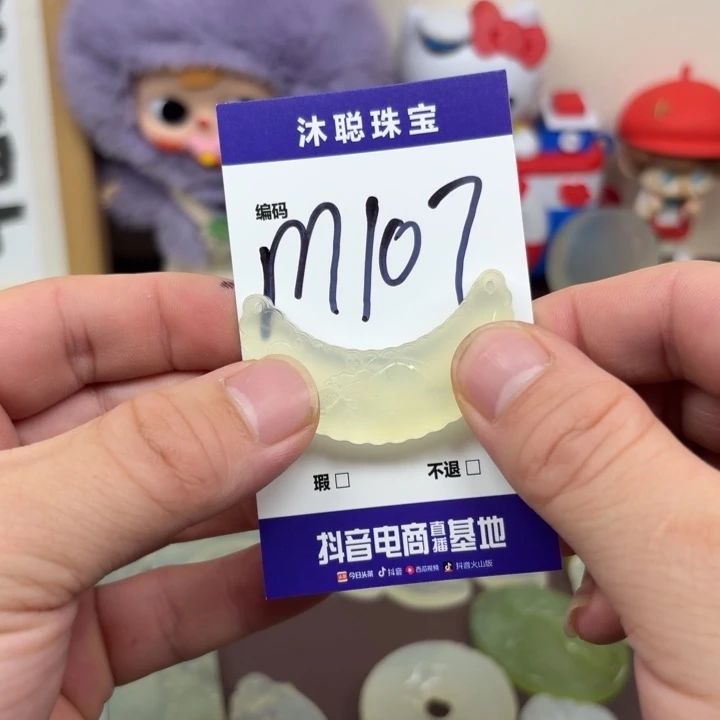 沐聪珠宝
编码
M107
瑕□ 不退□
抖音电商直播基地
今日头条 抖音 西瓜视频 抖音火山版